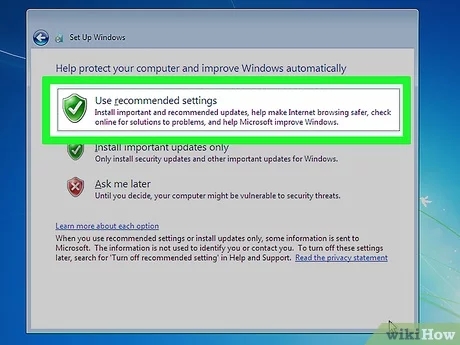 Set Up Windows
Help protect your computer and improve Windows automatically
Use recommended settings
Install important and recommended updates, help make Internet browsing safer, check
online for solutions to problems, and help Microsoft improve Windows.
Install important updates only
Only install security updates and other important updates for Windows.
Ask me later
Until you decide, your computer might be vulnerable to security threats.
Learn more about each option
When you use recommended settings or install updates only, some information is sent to
Microsoft. The information is not used to identify you or contact you. To turn off these settings
later, search for "Turn off recommended setting" in Help and Support. Read the privacy statement
wikiHow